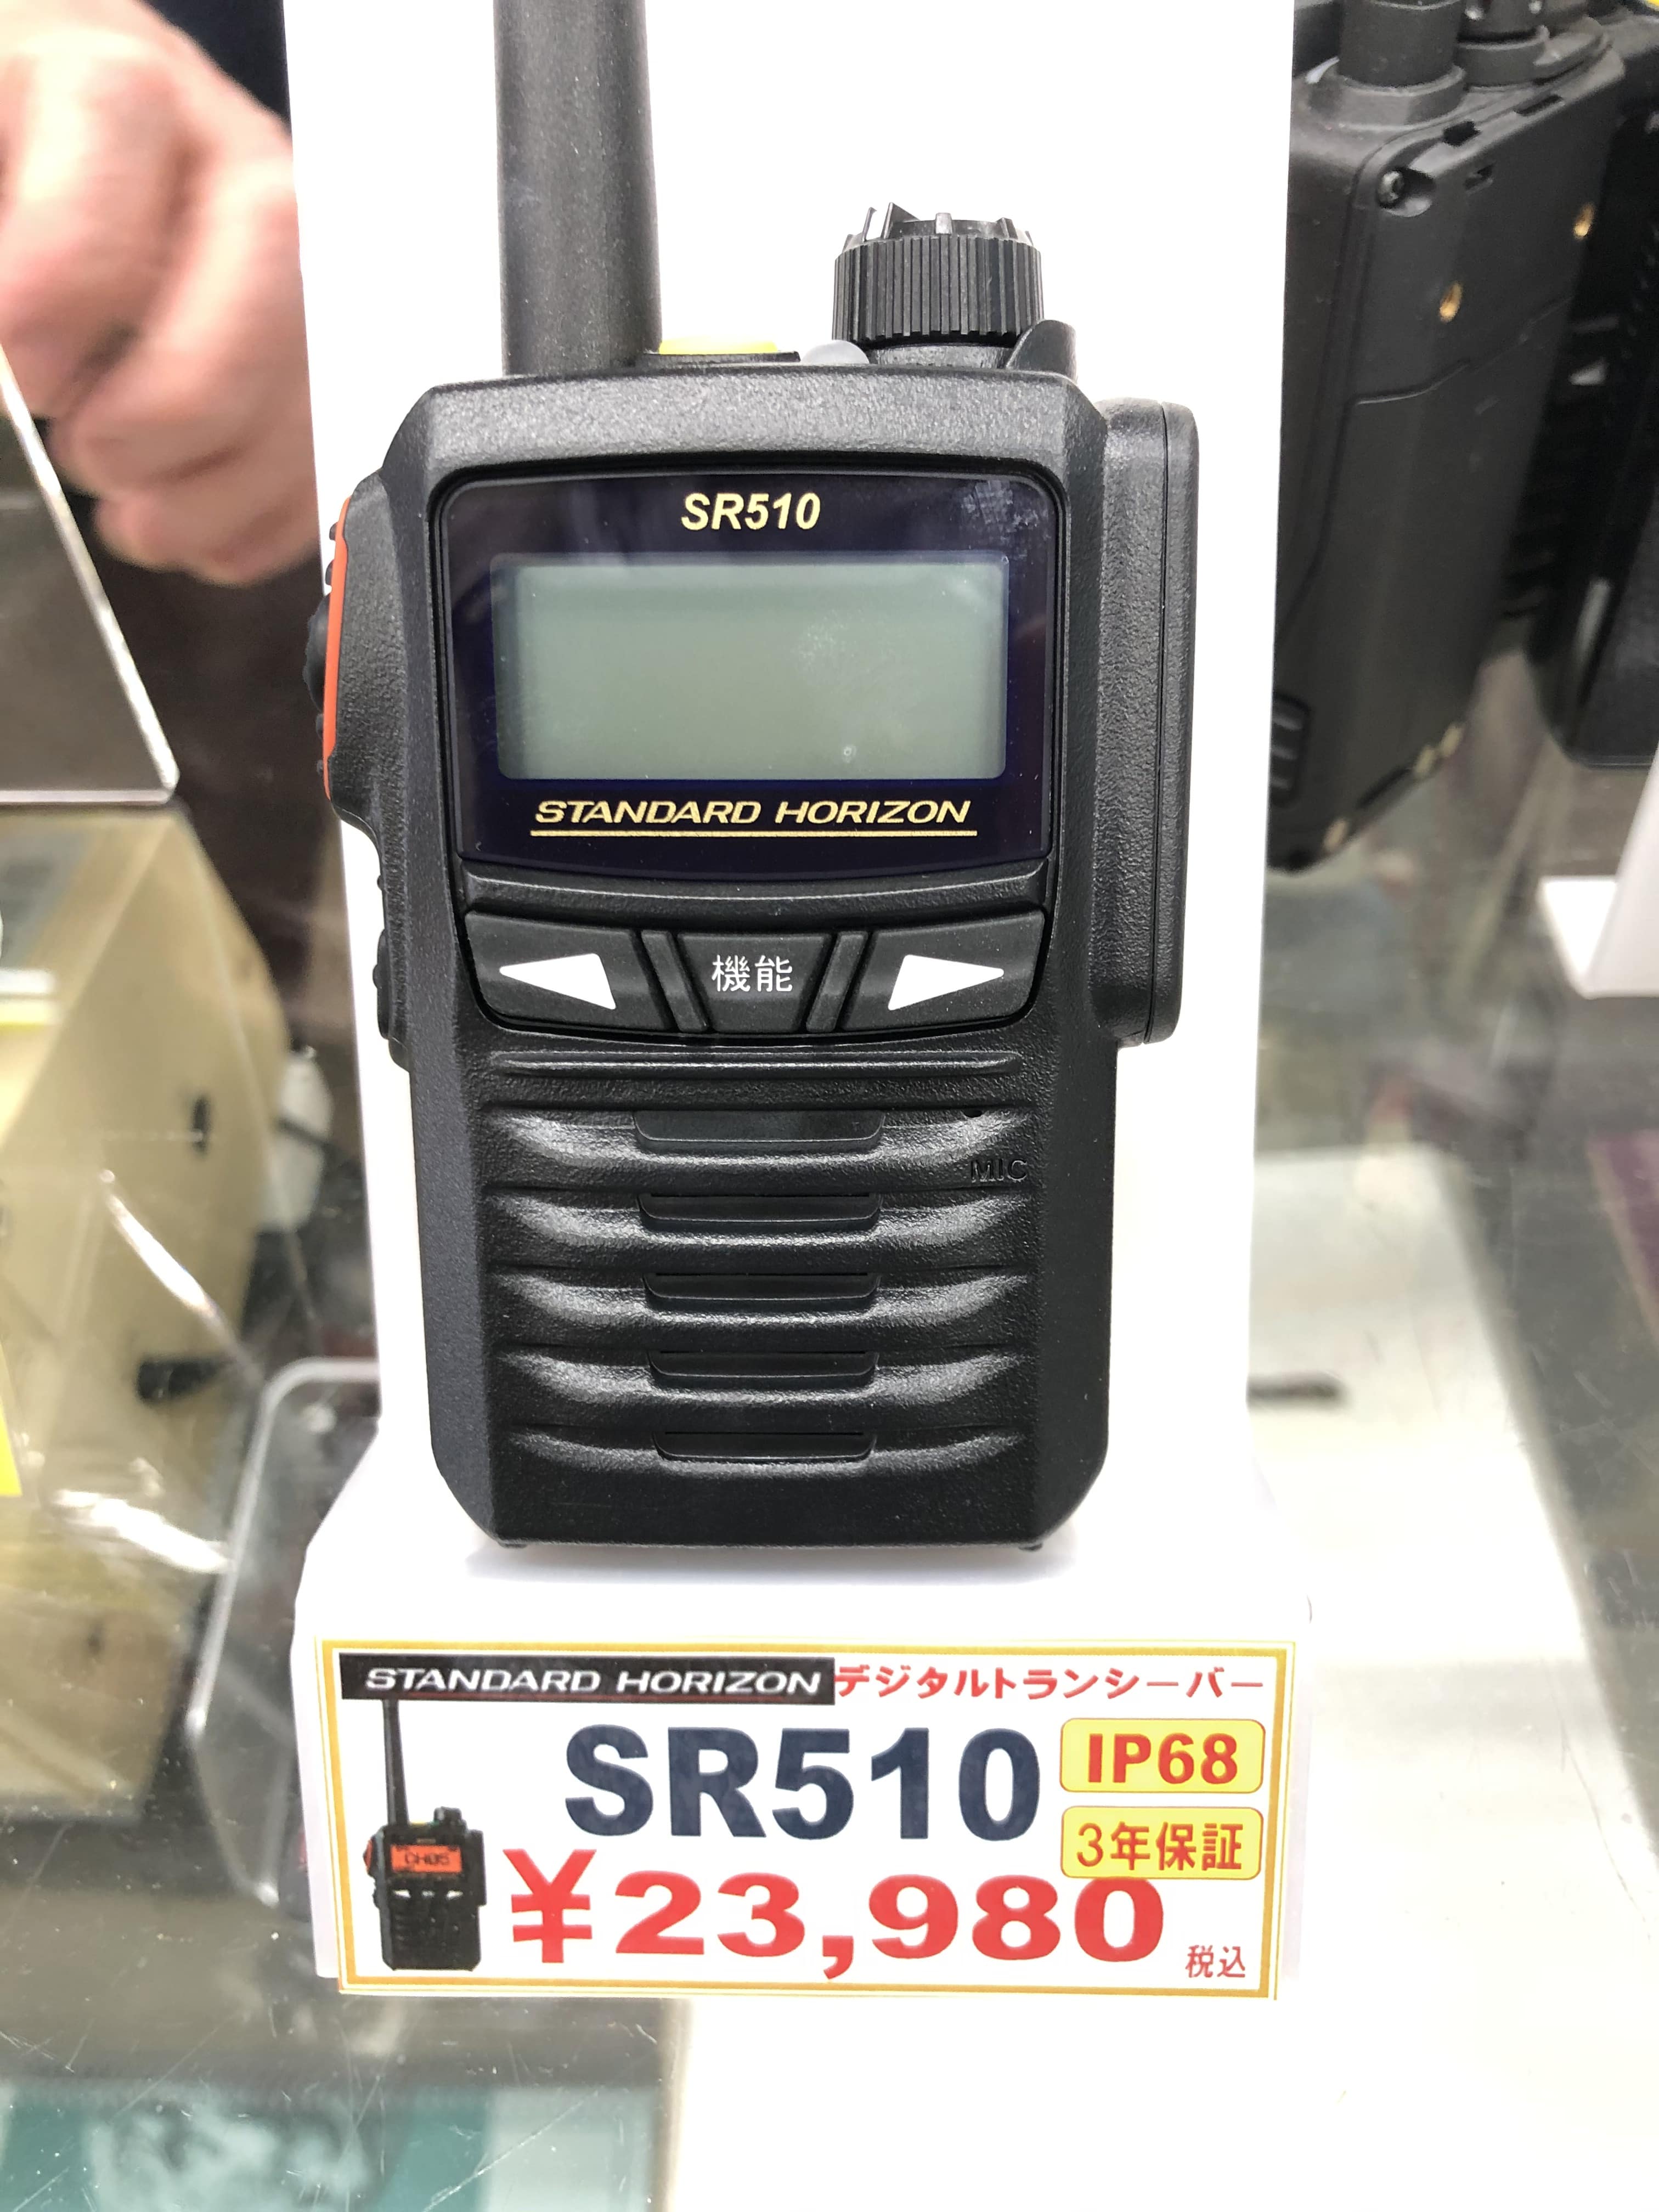 SR510
STANDARD HORIZON
機能
MIC
STANDARD HORIZON デジタルトランシーバー
SR510
IP68
3年保証
CH05
¥23,980
税込